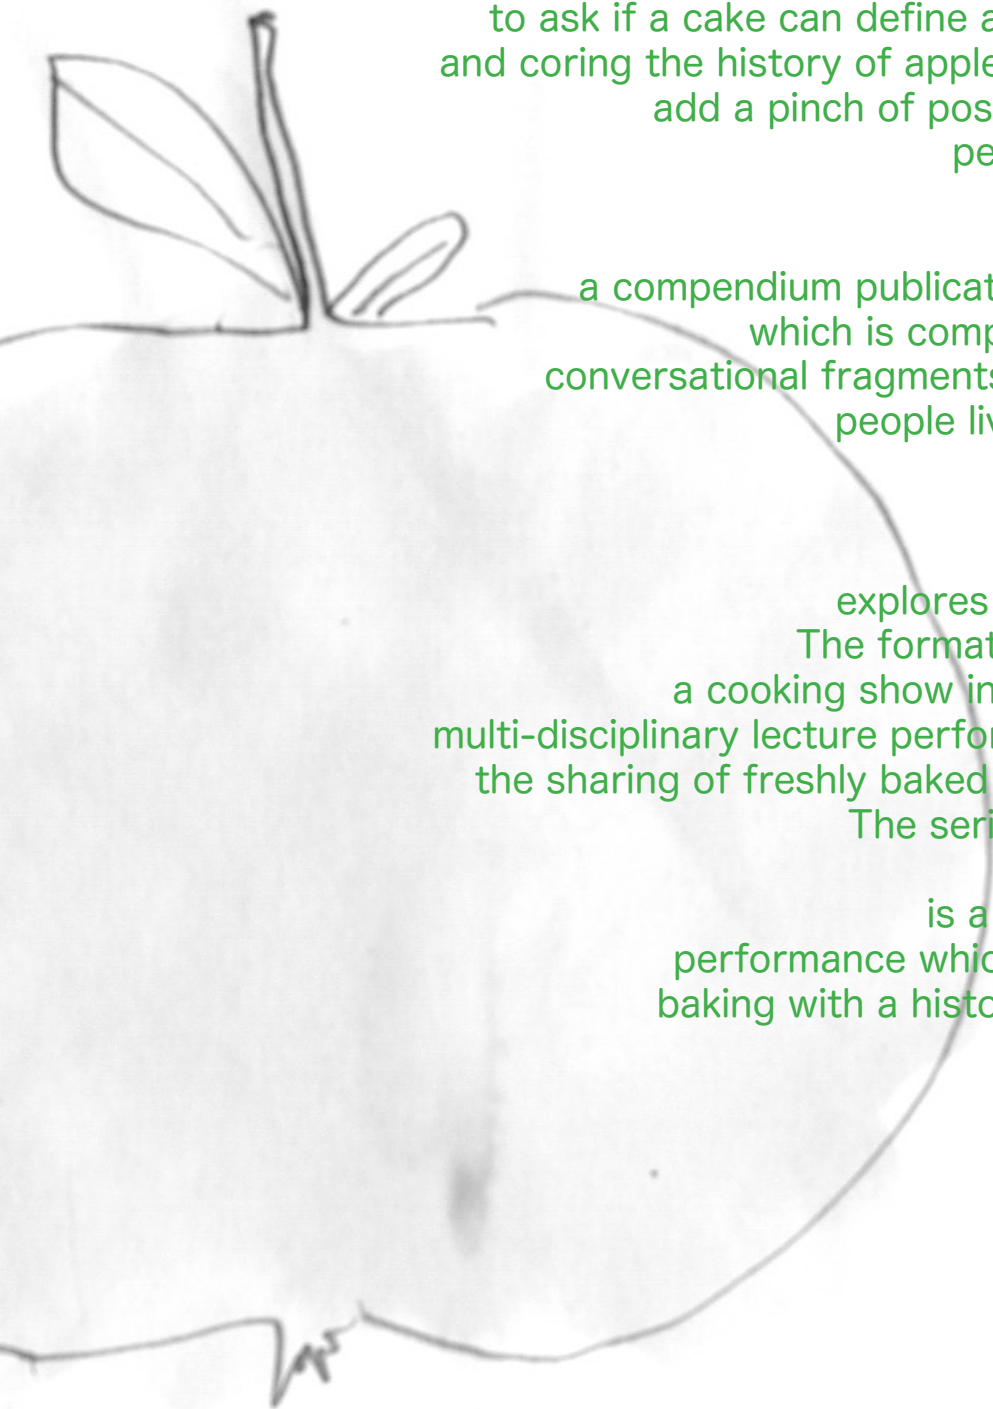 to ask if a cake can define a
and coring the history of apple
add a pinch of pos
pe
a compendium publicat
which is comp
conversational fragments
people liv
explores
The format
a cooking show in
multi-disciplinary lecture perfor
the sharing of freshly baked
The seri
is a
performance whic
baking with a histo